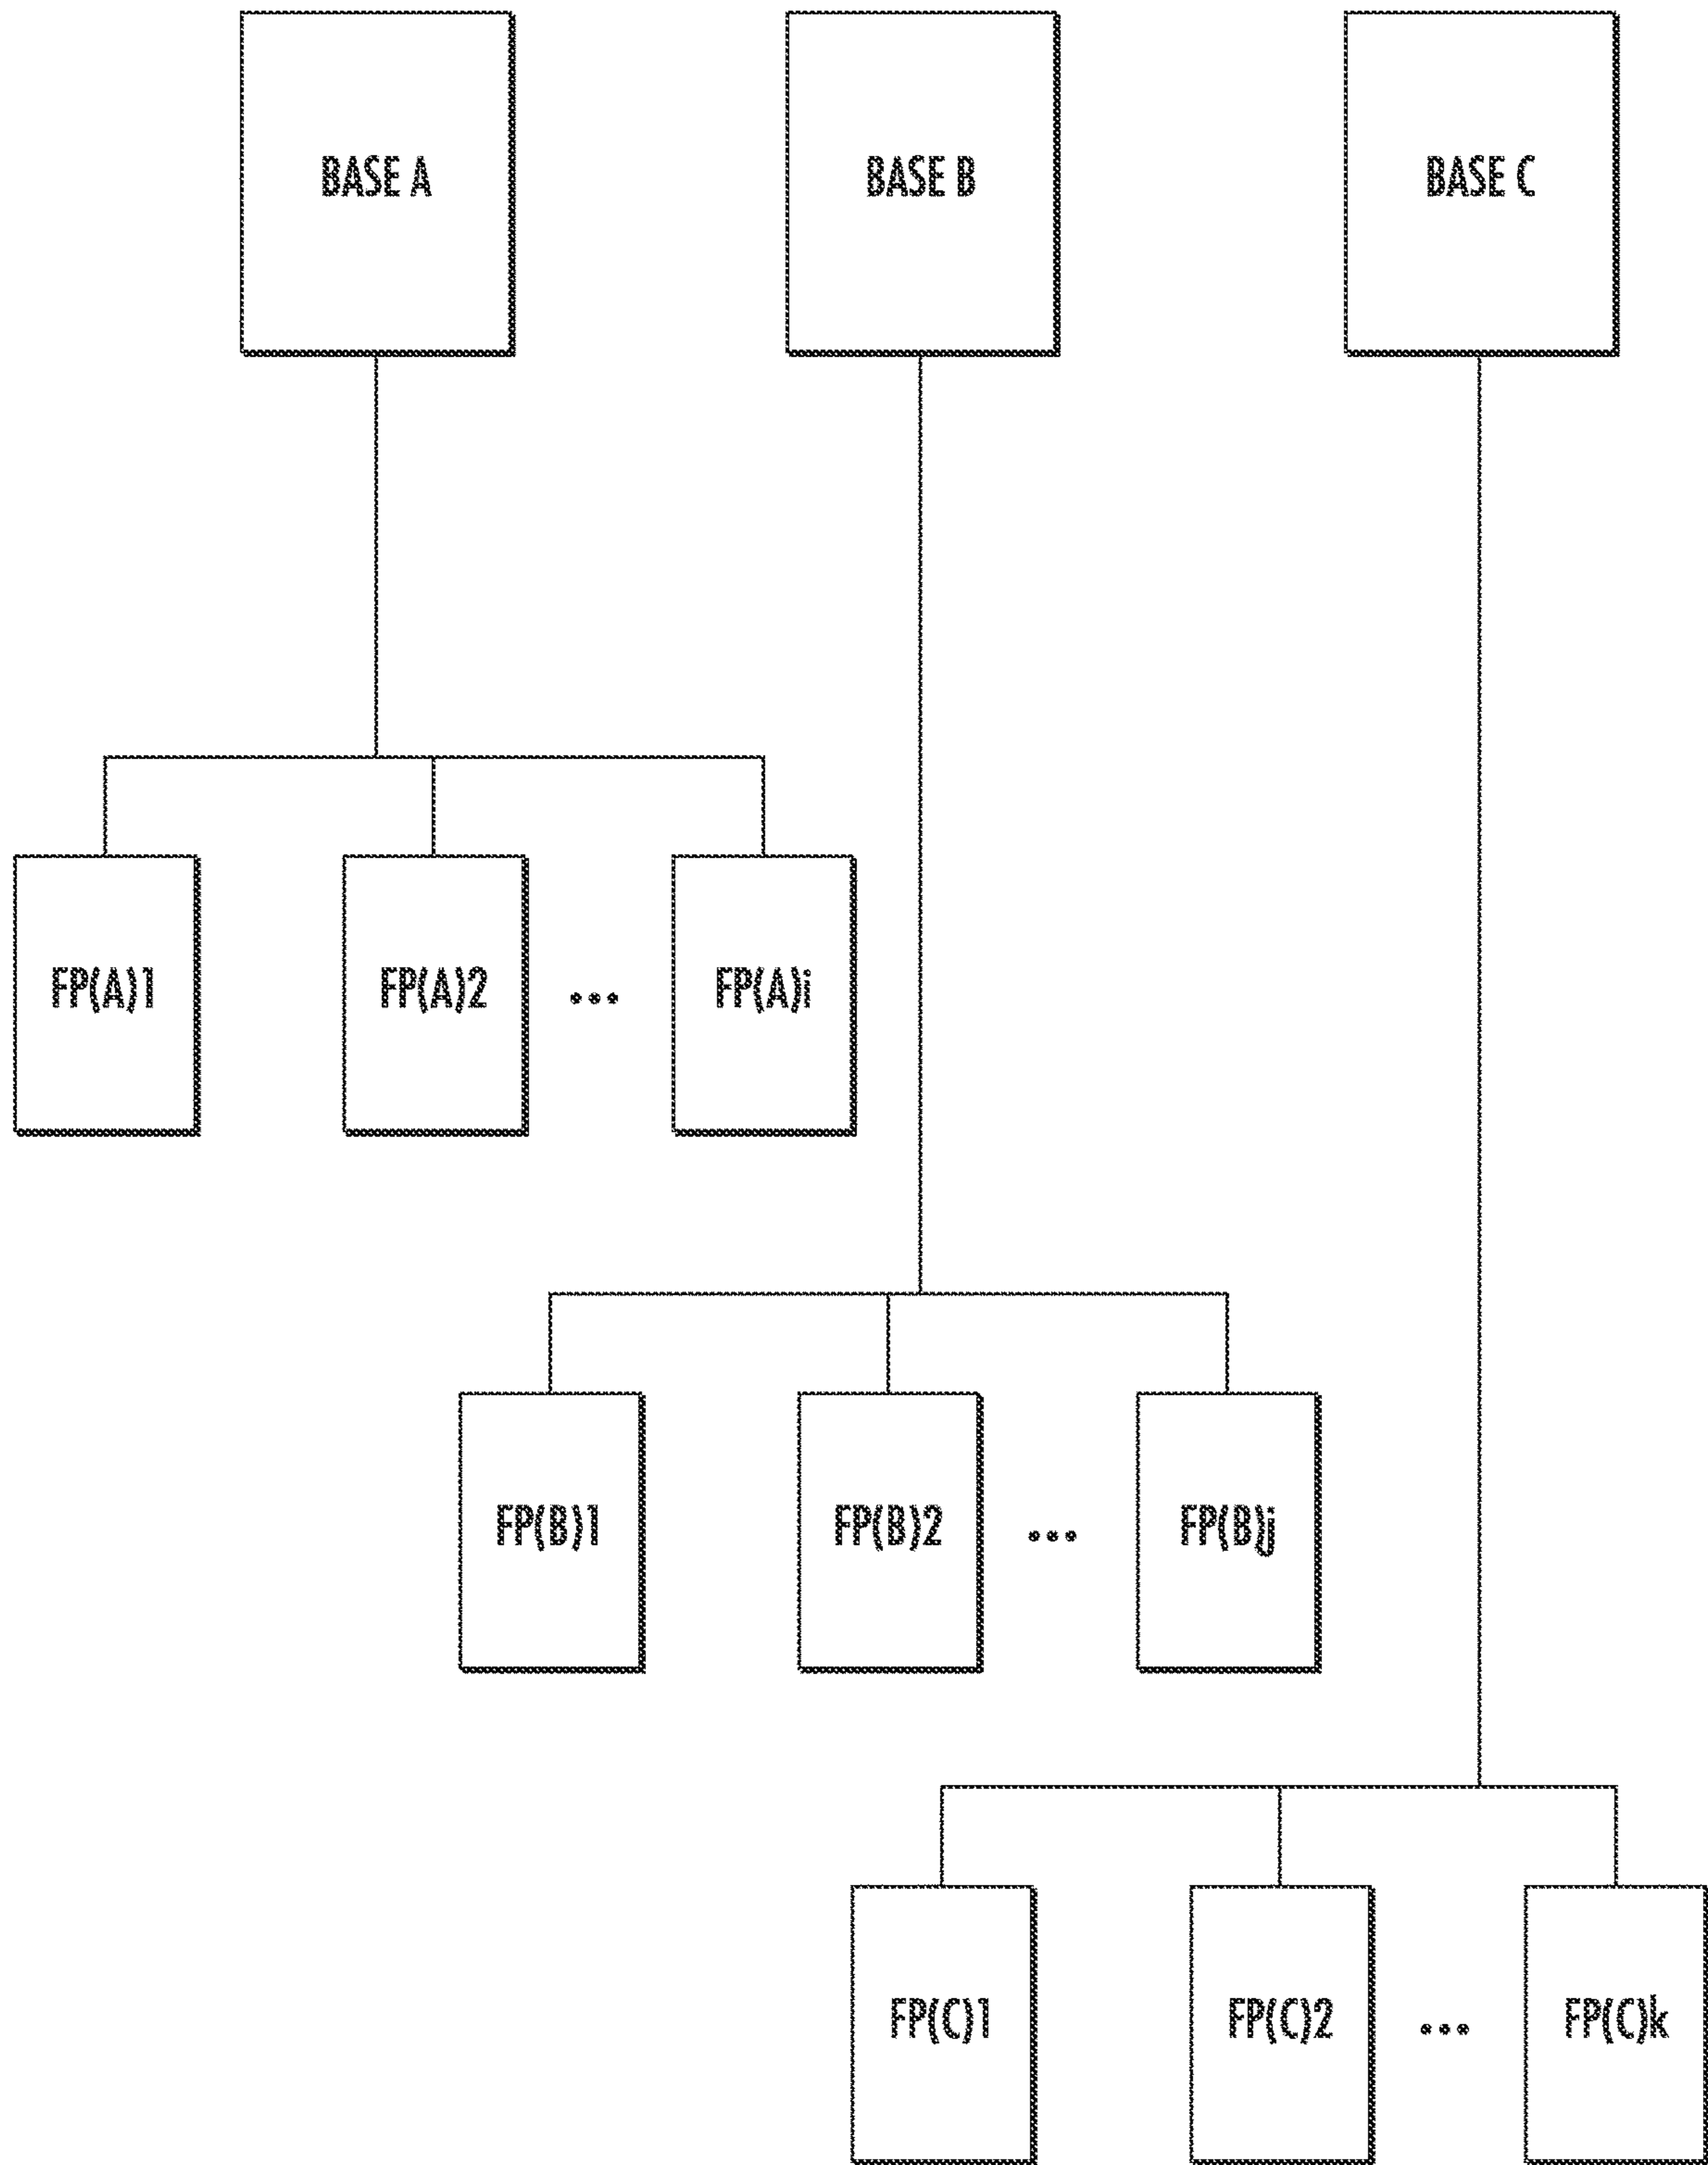 BASE A
BASE B
BASE C
FP(A)1
FP(A)2
...
FP(A)i
FP(B)1
FP(B)2
...
FP(B)j
FP(C)1
FP(C)2
...
FP(C)k